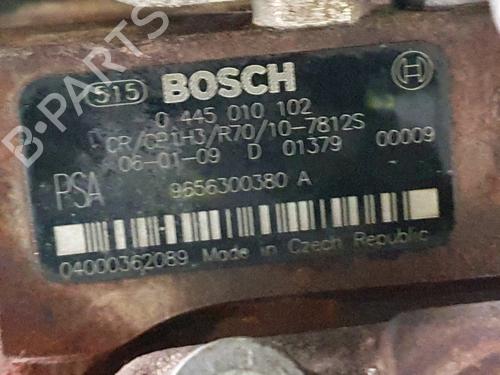 515 BOSCH
0 445 010 102
CR/CP1H3/R70/10-7812S
06-01-09 D 01379 00009
PSA 9656300380 A
04000362089 Made in Czech Republic
B-PARTS